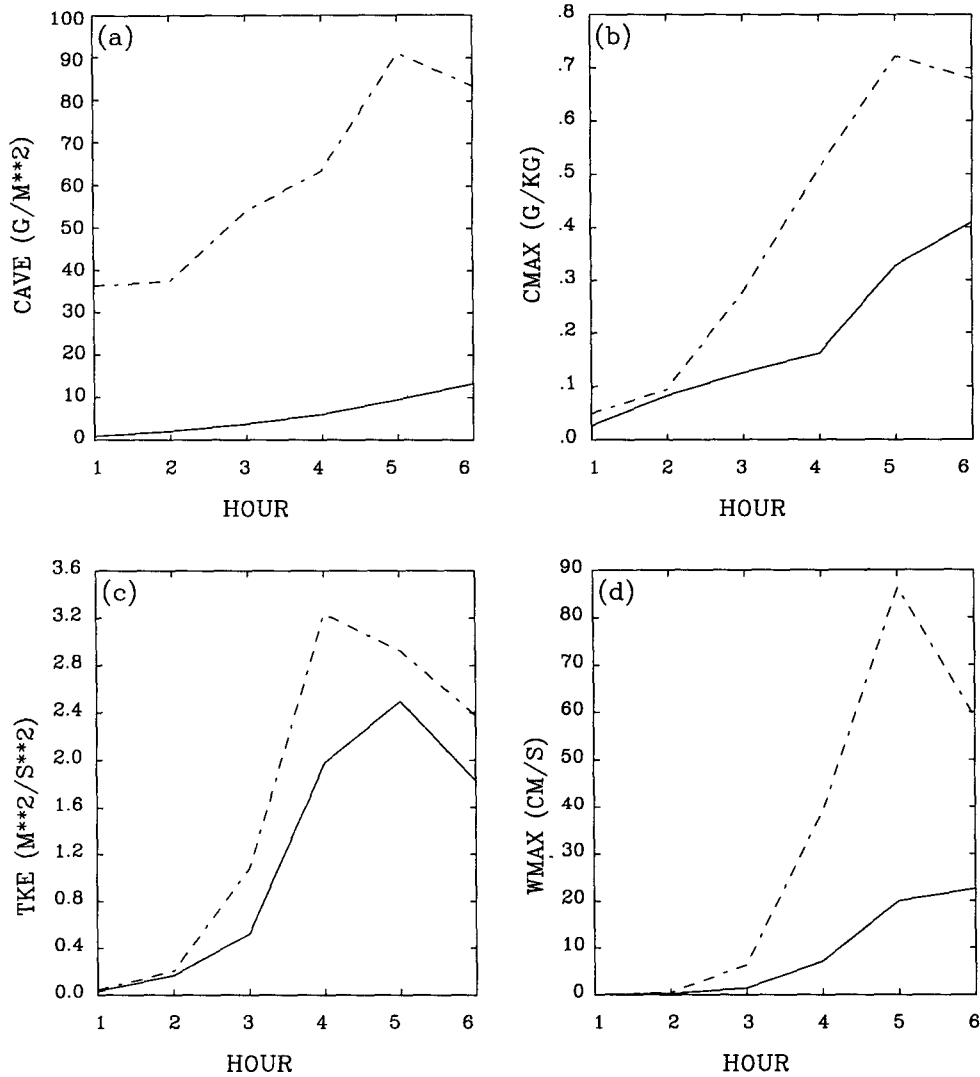 (a)
100
90
80
70
60
50
40
30
20
10
0
CAVE (G/M**2)
1 2 3 4 5 6
HOUR
(b)
.8
.7
.6
.5
.4
.3
.2
.1
.0
CMAX (G/KG)
1 2 3 4 5 6
HOUR
(c)
3.6
3.2
2.8
2.4
2.0
1.6
1.2
0.8
0.4
0.0
TKE (M**2/S**2)
1 2 3 4 5 6
HOUR
(d)
90
80
70
60
50
40
30
20
10
0
WMAX (CM/S)
1 2 3 4 5 6
HOUR